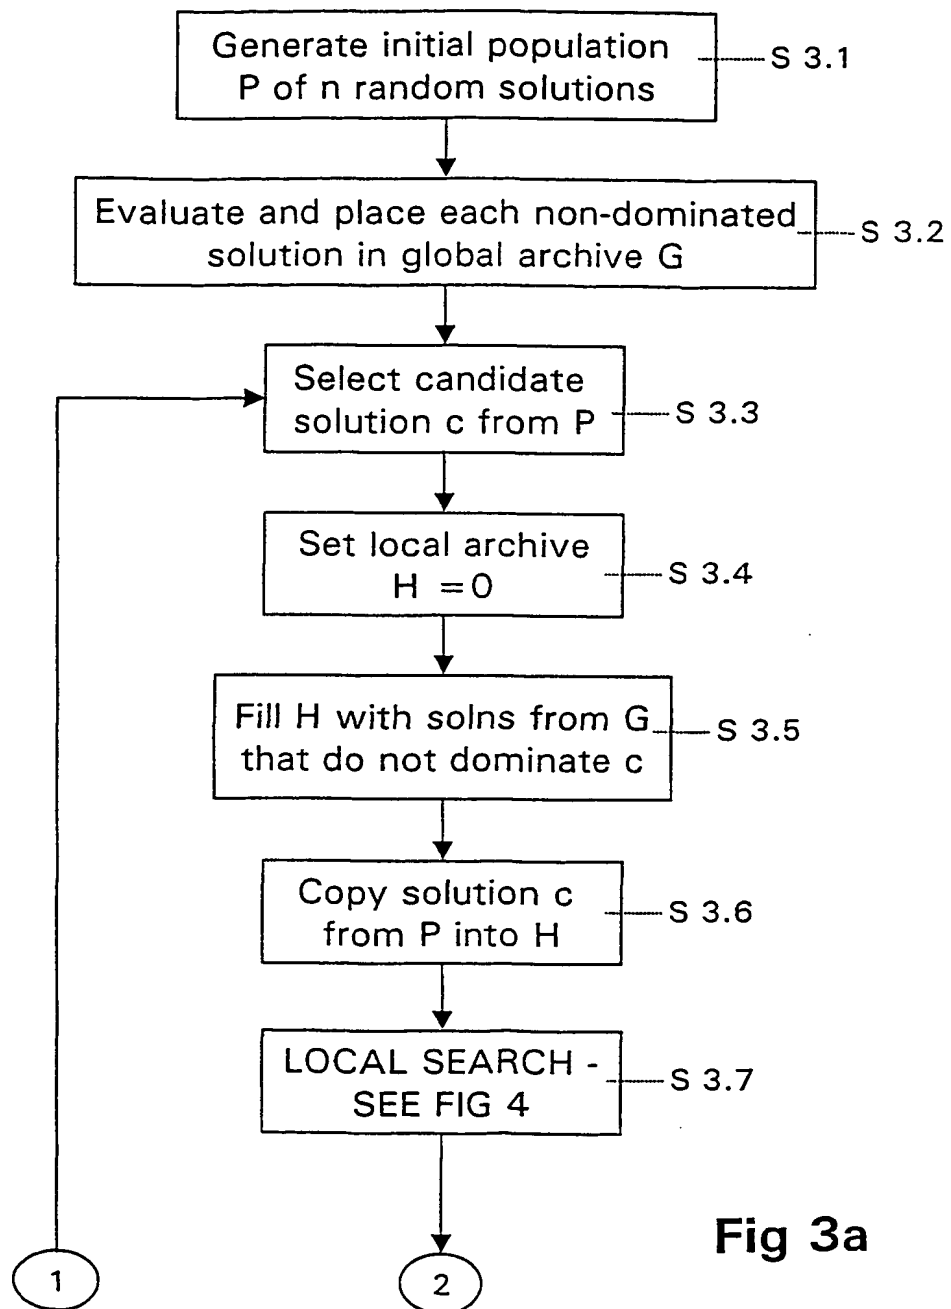 Generate initial population
P of n random solutions
S 3.1
Evaluate and place each non-dominated
solution in global archive G
S 3.2
Select candidate
solution c from P
S 3.3
Set local archive
H = 0
S 3.4
Fill H with solns from G
that do not dominate c
S 3.5
Copy solution c
from P into H
S 3.6
LOCAL SEARCH -
SEE FIG 4
S 3.7
Fig 3a
1
2